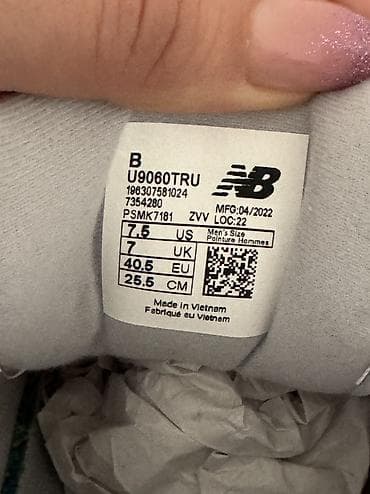 B
U9060TRU
196307581024
7354280
PSMK7181 ZVV
NB
MFG:04/2022
LOC:22
7.5 US
7 UK
40.5 EU
25.5 CM
Men's Size
Pointure Hommes
Made in Vietnam
Fabriqué au Vietnam